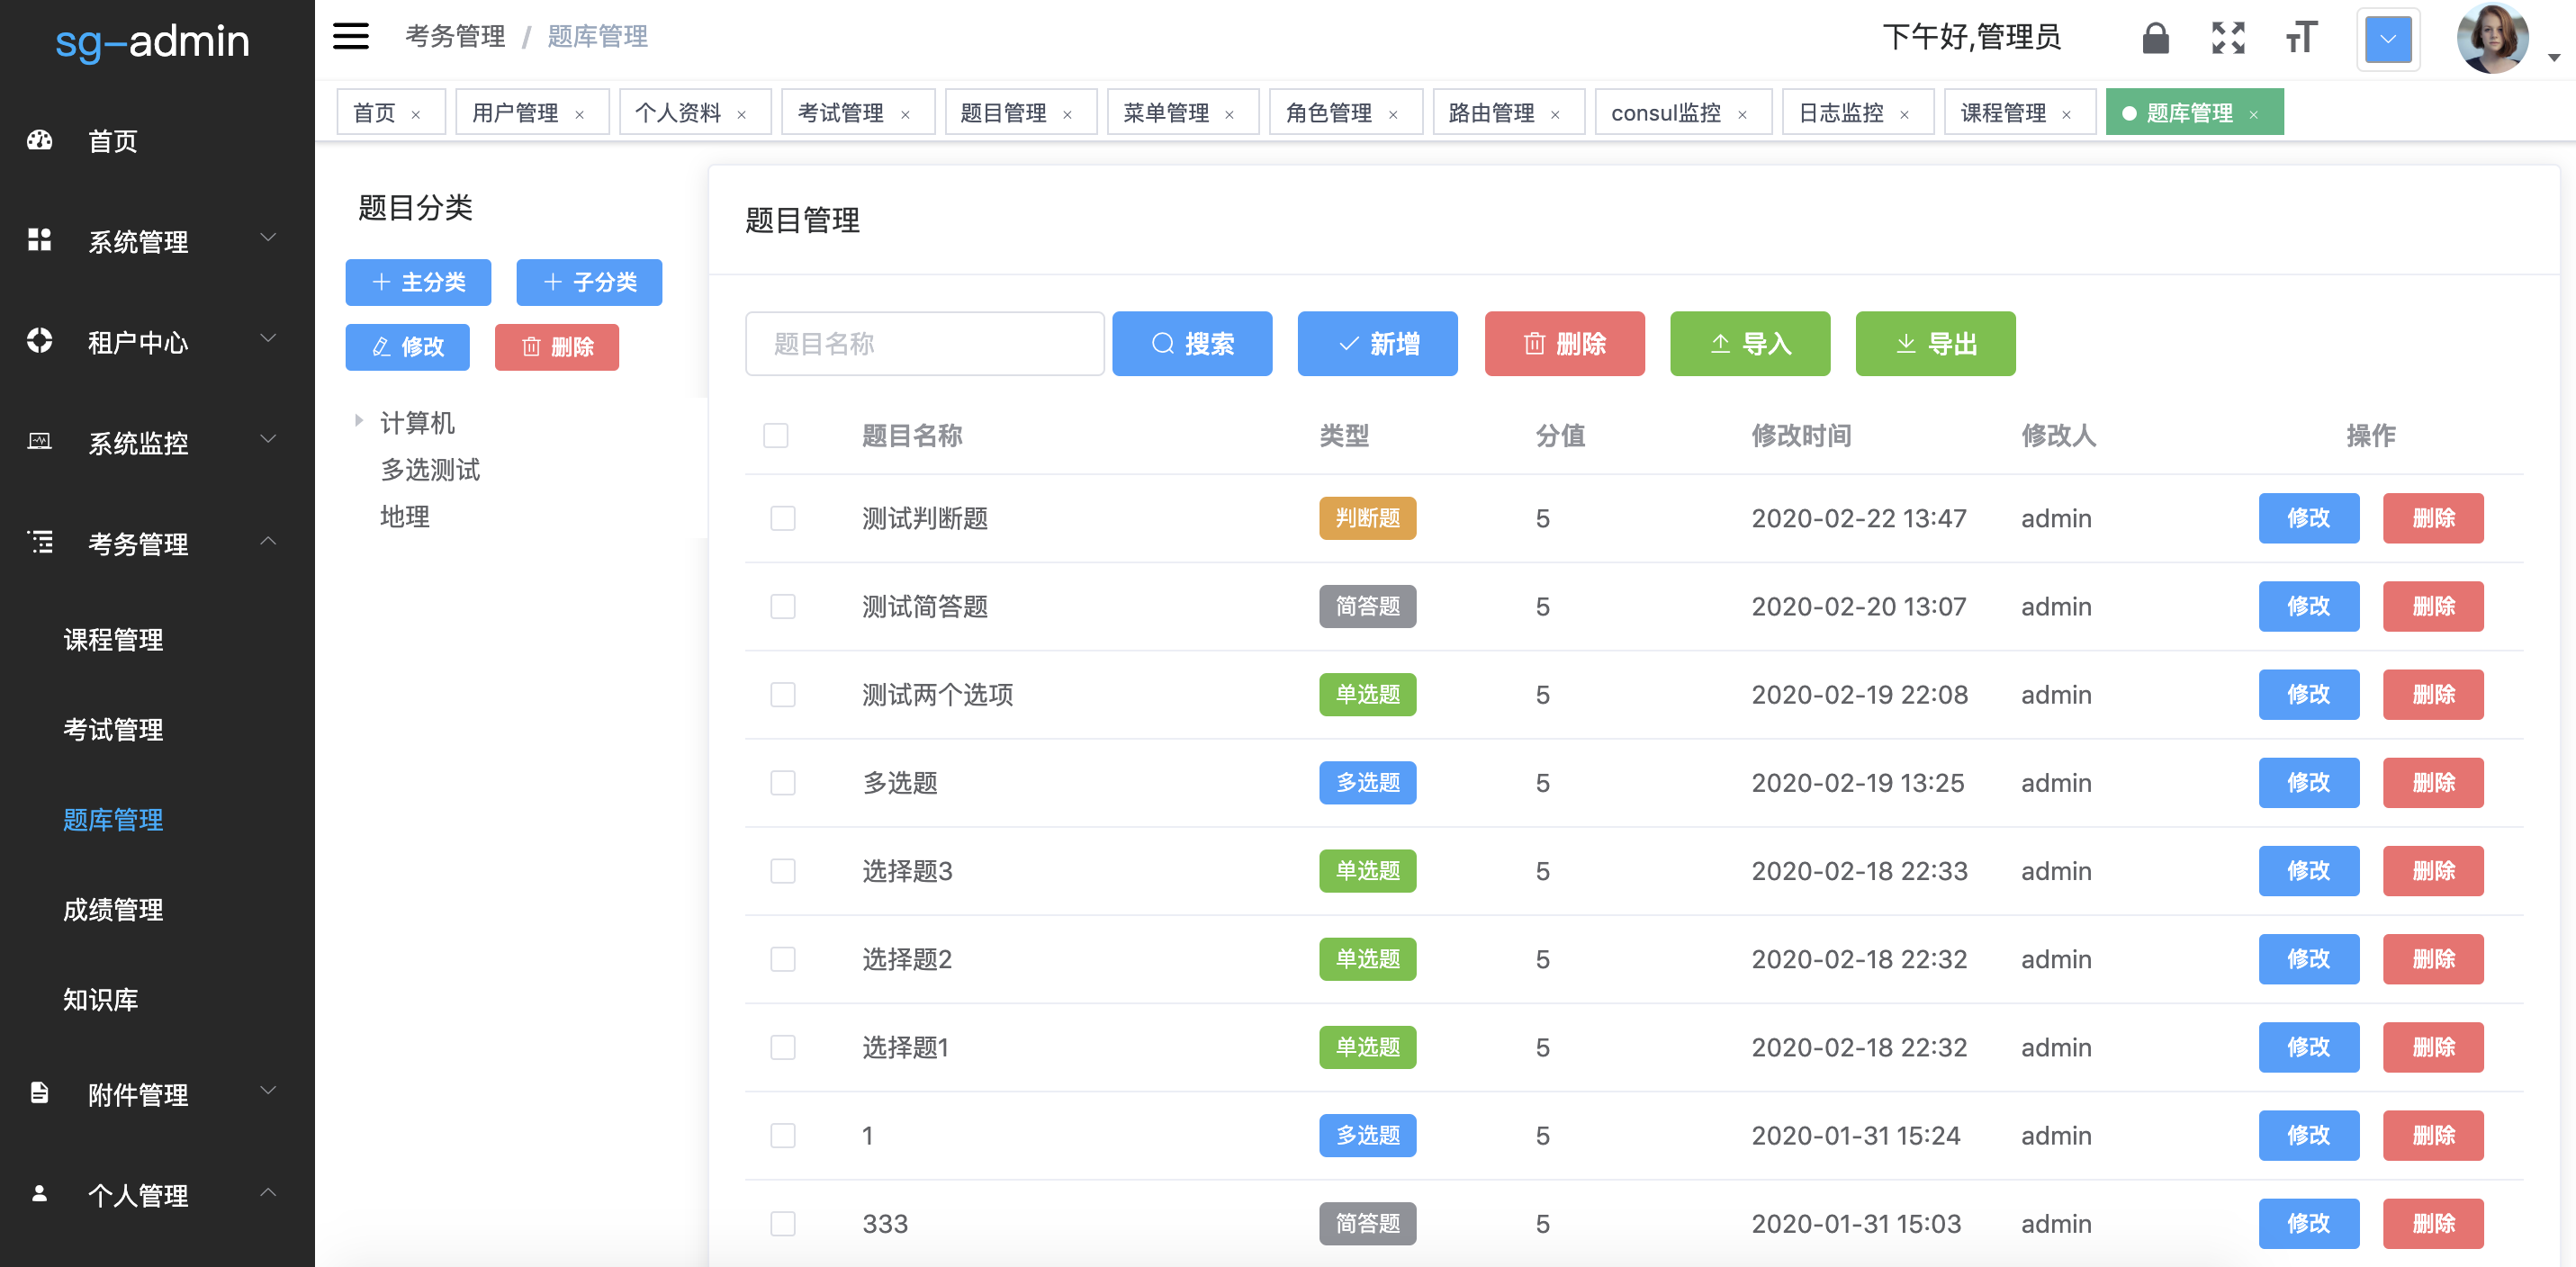 sg-admin
首页
系统管理
租户中心
系统监控
考务管理
课程管理
考试管理
题库管理
成绩管理
知识库
附件管理
个人管理
考务管理 / 题库管理
下午好,管理员
首页 × 用户管理 × 个人资料 × 考试管理 × 题目管理 × 菜单管理 × 角色管理 × 路由管理 × consul监控 × 日志监控 × 课程管理 × 题库管理 ×
题目分类
主分类 子分类
修改 删除
计算机
多选测试
地理
题目管理
题目名称 搜索 新增 删除 导入 导出
题目名称 类型 分值 修改时间 修改人 操作
测试判断题 判断题 5 2020-02-22 13:47 admin 修改 删除
测试简答题 简答题 5 2020-02-20 13:07 admin 修改 删除
测试两个选项 单选题 5 2020-02-19 22:08 admin 修改 删除
多选题 多选题 5 2020-02-19 13:25 admin 修改 删除
选择题3 单选题 5 2020-02-18 22:33 admin 修改 删除
选择题2 单选题 5 2020-02-18 22:32 admin 修改 删除
选择题1 单选题 5 2020-02-18 22:32 admin 修改 删除
1 多选题 5 2020-01-31 15:24 admin 修改 删除
333 简答题 5 2020-01-31 15:03 admin 修改 删除